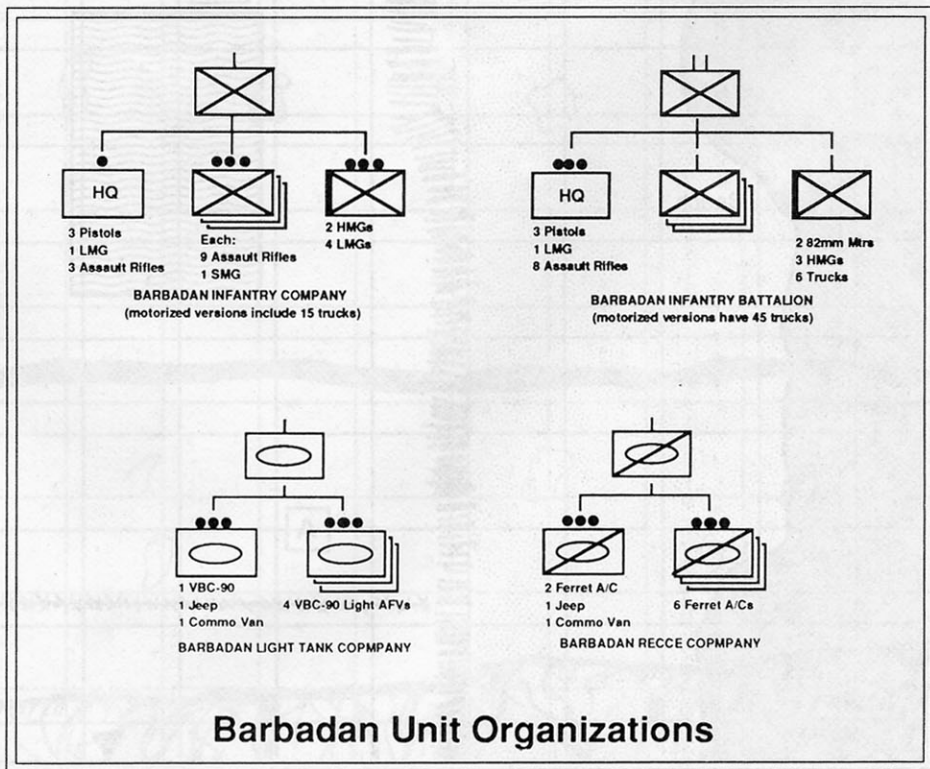 HQ
3 Pistols
1 LMG
3 Assault Rifles
Each:
9 Assault Rifles
1 SMG
2 HMGs
4 LMGs
BARBADAN INFANTRY COMPANY
(motorized versions include 15 trucks)
HQ
3 Pistols
1 LMG
8 Assault Rifles
2 82mm Mtrs
3 HMGs
6 Trucks
BARBADAN INFANTRY BATTALION
(motorized versions have 45 trucks)
1 VBC-90
1 Jeep
1 Commo Van
4 VBC-90 Light AFVs
BARBADAN LIGHT TANK COPMPANY
2 Ferret A/C
1 Jeep
1 Commo Van
6 Ferret A/Cs
BARBADAN RECCE COPMPANY
Barbadan Unit Organizations